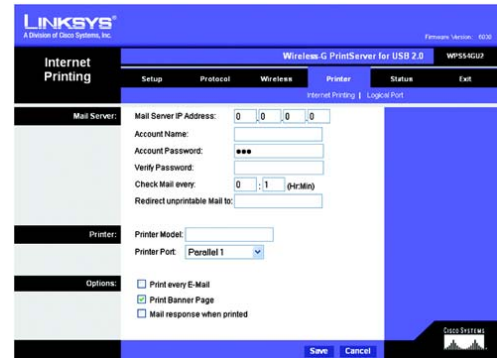 LINKSYS®
A Division of Cisco Systems, Inc.
Firmware Version: 6030
Internet Printing
Wireless-G PrintServer for USB 2.0 WPS54GU2
Setup Protocol Wireless Printer Status Exit
Internet Printing | Logical Port
Mail Server:
Mail Server IP Address: 0 . 0 . 0 . 0
Account Name:
Account Password: •••
Verify Password:
Check Mail every: 0 : 1 (Hr:Min)
Redirect unprintable Mail to:
Printer:
Printer Model:
Printer Port: Parallel 1
Options:
Print every E-Mail
Print Banner Page
Mail response when printed
Save Cancel
CISCO SYSTEMS